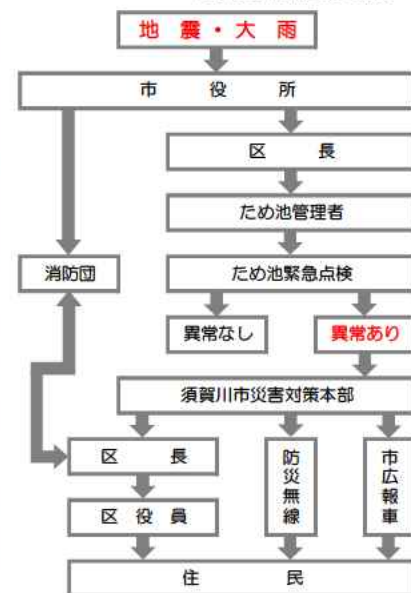 地 震 ・ 大 雨
市 役 所
区 長
ため池管理者
消防団
ため池緊急点検
異常なし
異常あり
須賀川市災害対策本部
区 長
防災無線
市広報車
区 役 員
住 民